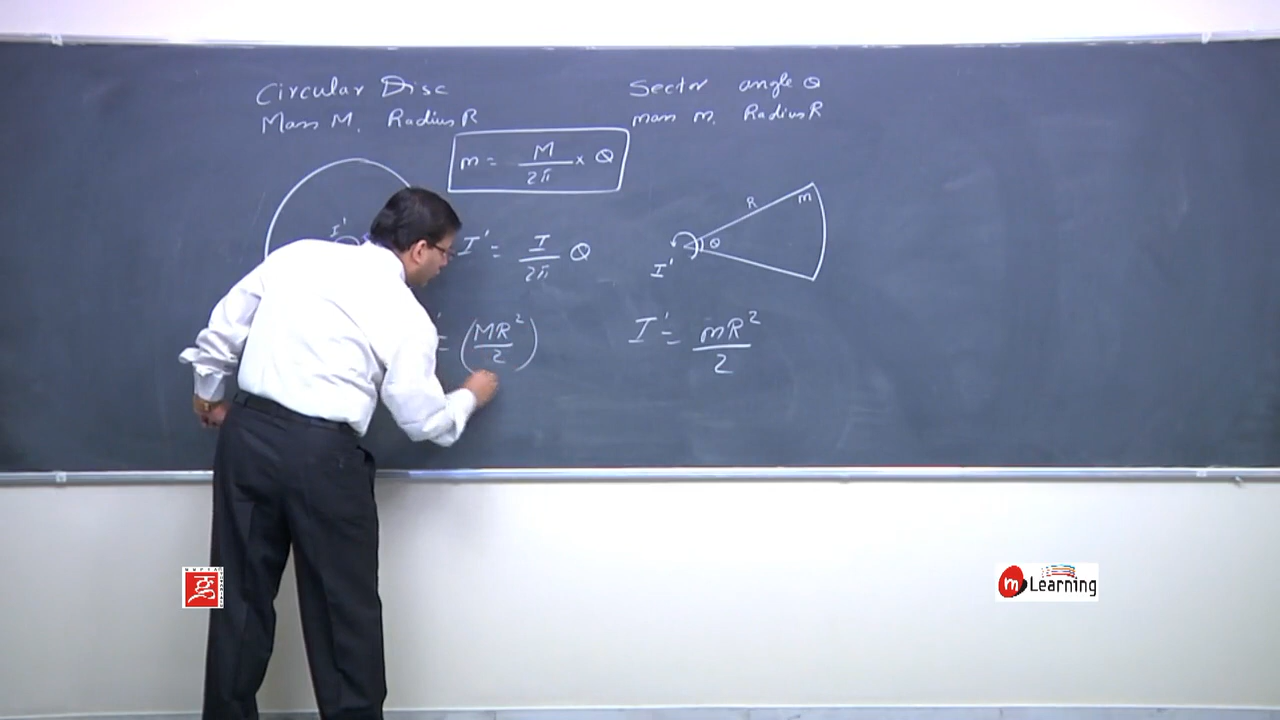 Circular Disc
Mass M, Radius R
Sector angle θ
mass m, Radius R
m = M/2π × θ
I'
I' = I/2π θ
R
m
θ
I'
= (MR²/2)
I' = mR²/2
g
m Learning